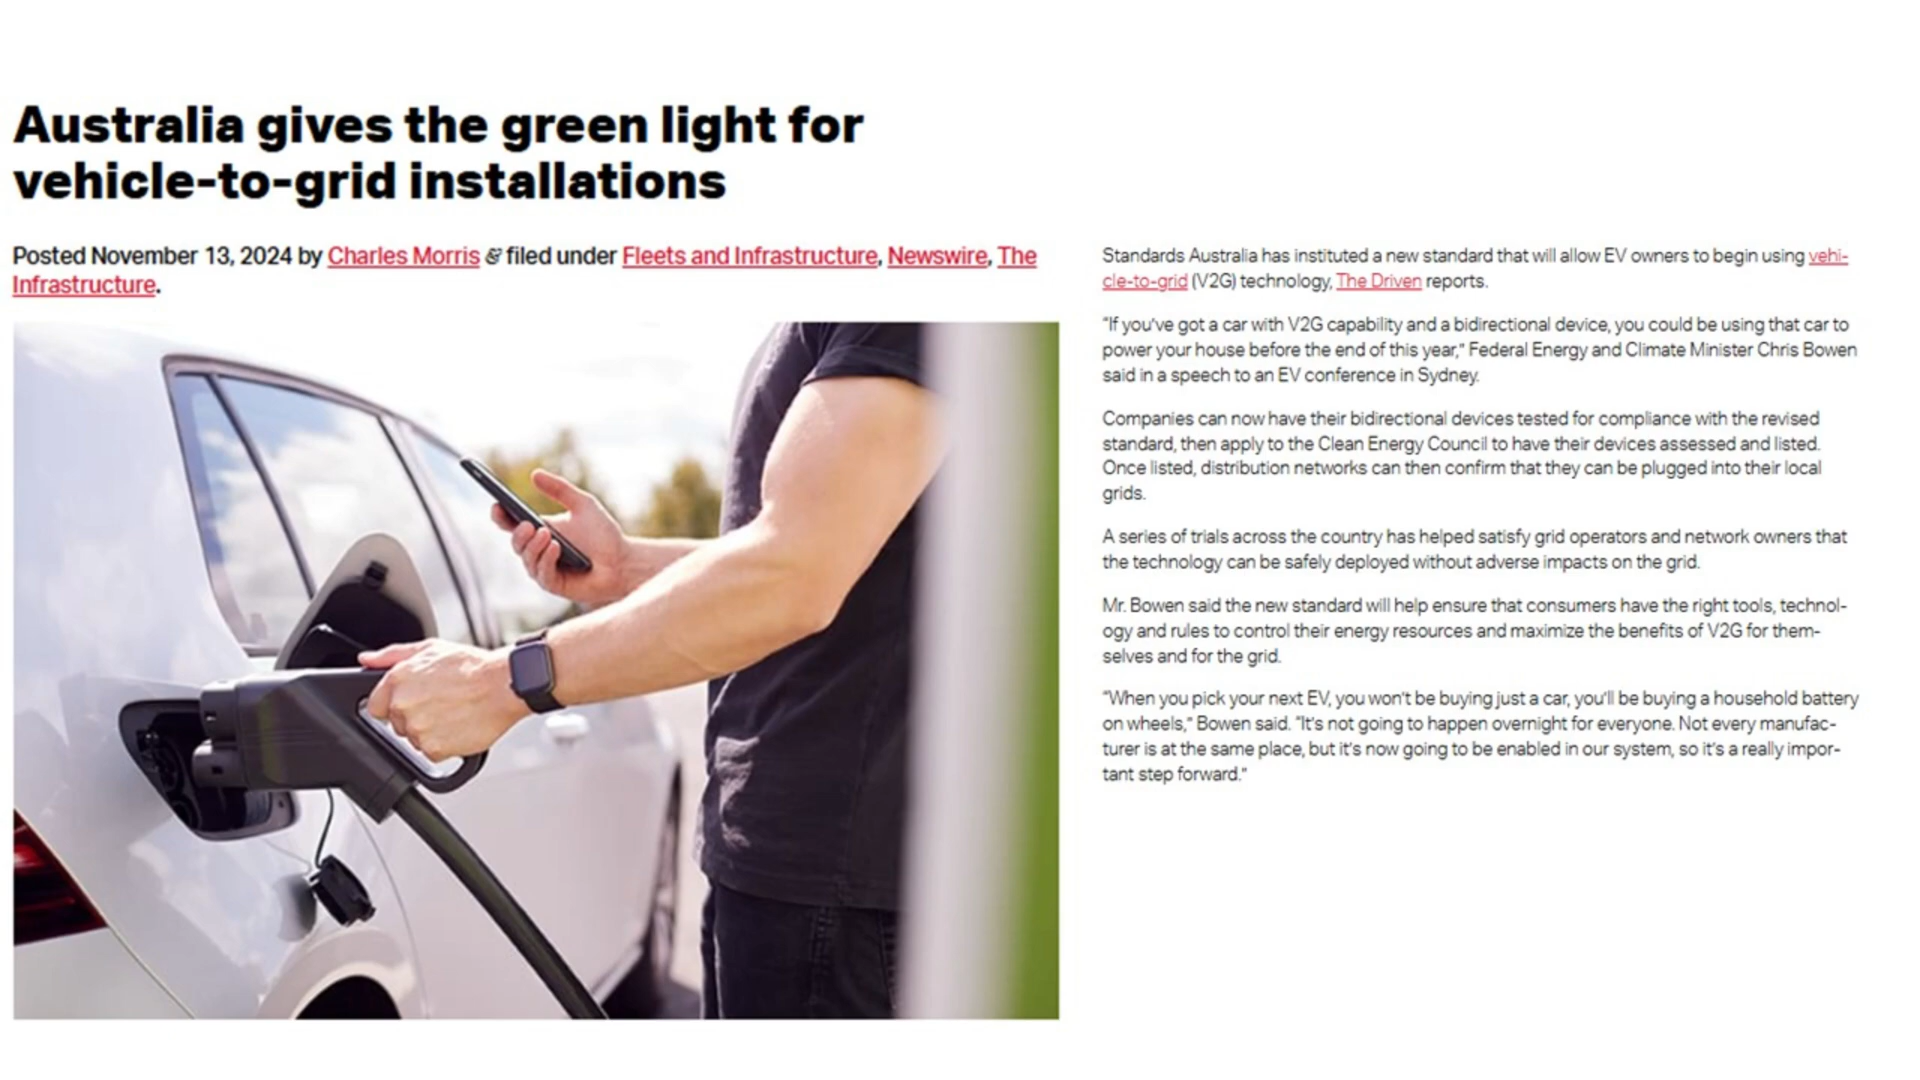 Australia gives the green light for
vehicle-to-grid installations
Posted November 13, 2024 by Charles Morris & filed under Fleets and Infrastructure, Newswire, The
Infrastructure.
Standards Australia has instituted a new standard that will allow EV owners to begin using vehi-
cle-to-grid (V2G) technology, The Driven reports.
“If you’ve got a car with V2G capability and a bidirectional device, you could be using that car to
power your house before the end of this year,” Federal Energy and Climate Minister Chris Bowen
said in a speech to an EV conference in Sydney.
Companies can now have their bidirectional devices tested for compliance with the revised
standard, then apply to the Clean Energy Council to have their devices assessed and listed.
Once listed, distribution networks can then confirm that they can be plugged into their local
grids.
A series of trials across the country has helped satisfy grid operators and network owners that
the technology can be safely deployed without adverse impacts on the grid.
Mr. Bowen said the new standard will help ensure that consumers have the right tools, technol-
ogy and rules to control their energy resources and maximize the benefits of V2G for them-
selves and for the grid.
“When you pick your next EV, you won’t be buying just a car, you’ll be buying a household battery
on wheels,” Bowen said. “It’s not going to happen overnight for everyone. Not every manufac-
turer is at the same place, but it’s now going to be enabled in our system, so it’s a really impor-
tant step forward.”